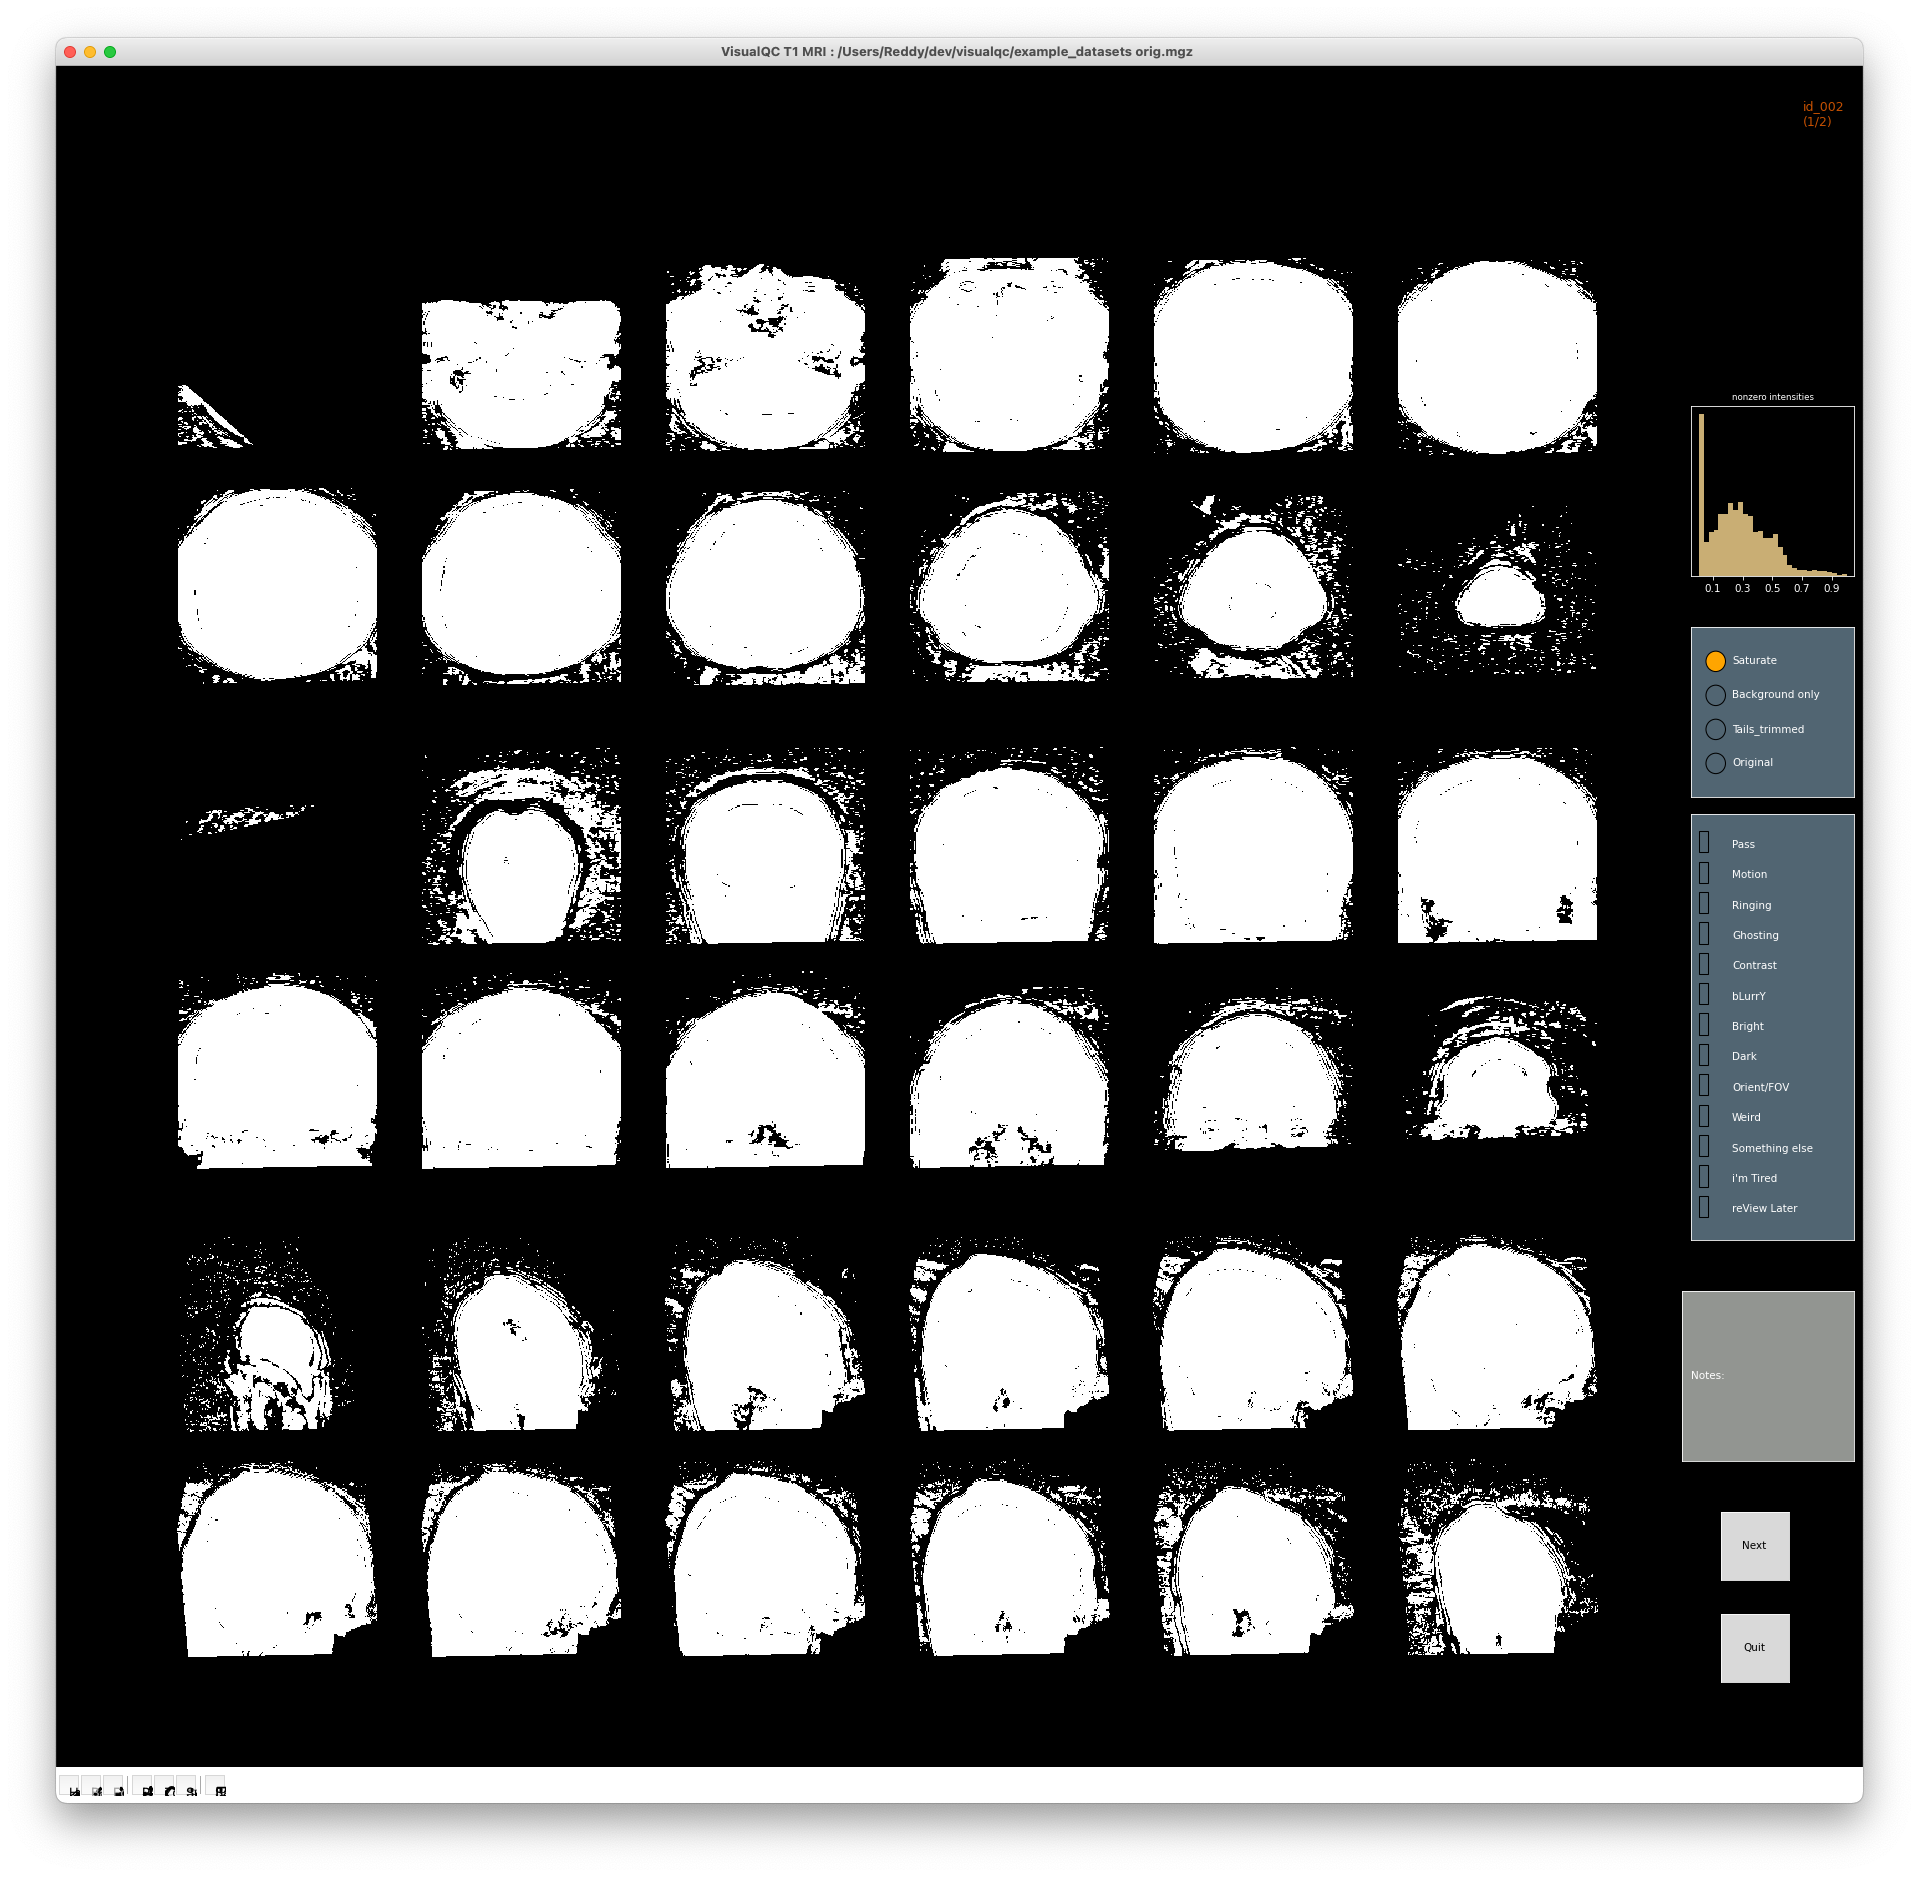 VisualQC T1 MRI : /Users/Reddy/dev/visualqc/example_datasets orig.mgz
id_002
(1/2)
nonzero intensities
0.1 0.3 0.5 0.7 0.9
Saturate
Background only
Tails_trimmed
Original
Pass
Motion
Ringing
Ghosting
Contrast
bLurrY
Bright
Dark
Orient/FOV
Weird
Something else
i'm Tired
reView Later
Notes:
Next
Quit